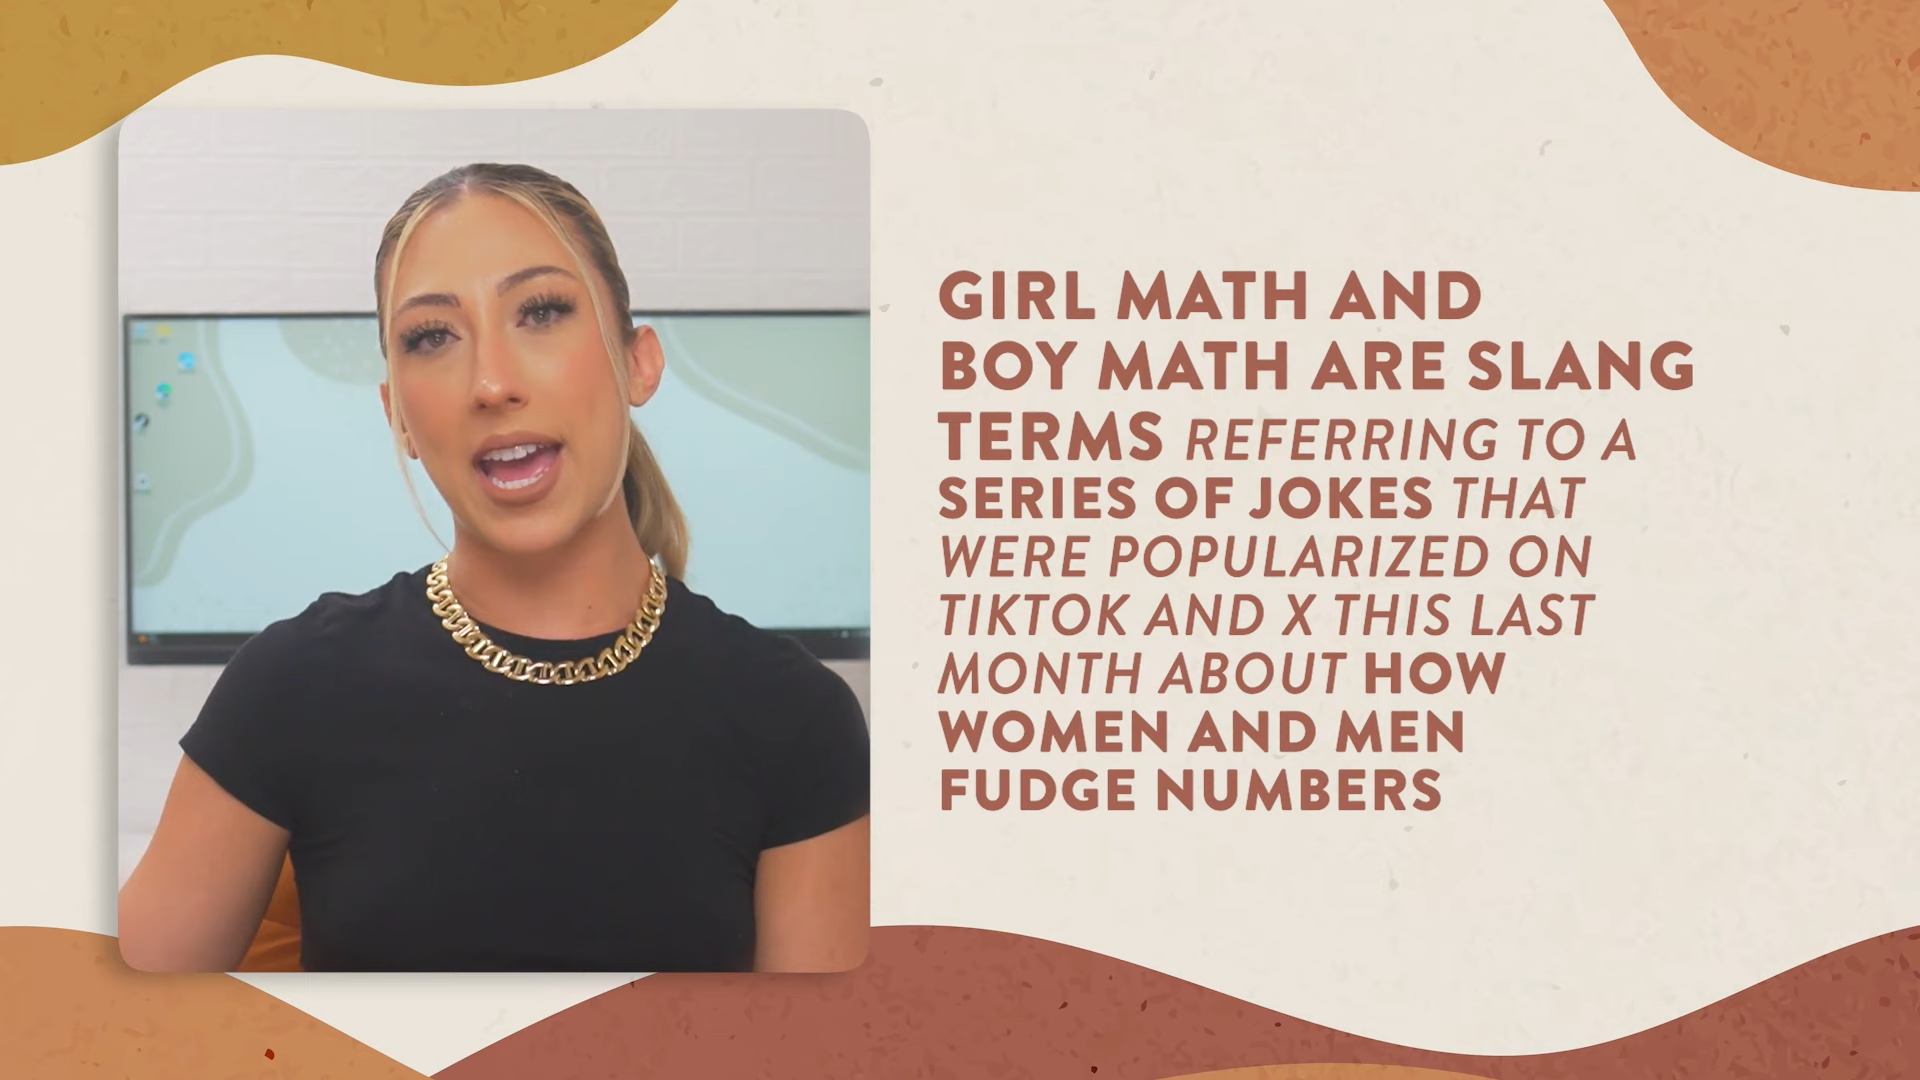 GIRL MATH AND
BOY MATH ARE SLANG
TERMS REFERRING TO A
SERIES OF JOKES THAT
WERE POPULARIZED ON
TIKTOK AND X THIS LAST
MONTH ABOUT HOW
WOMEN AND MEN
FUDGE NUMBERS